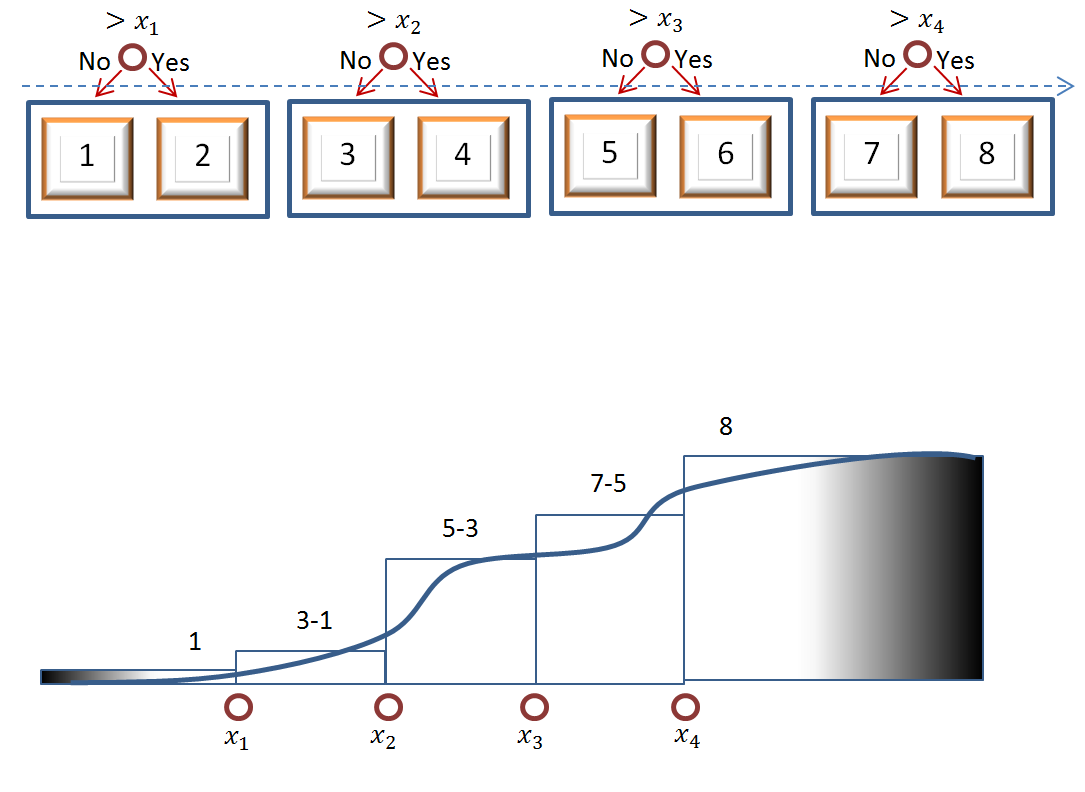 > x₁ > x₂ > x₃ > x₄
No Yes No Yes No Yes No Yes
1 2 3 4 5 6 7 8
8
7-5
5-3
3-1
1
x₁ x₂ x₃ x₄